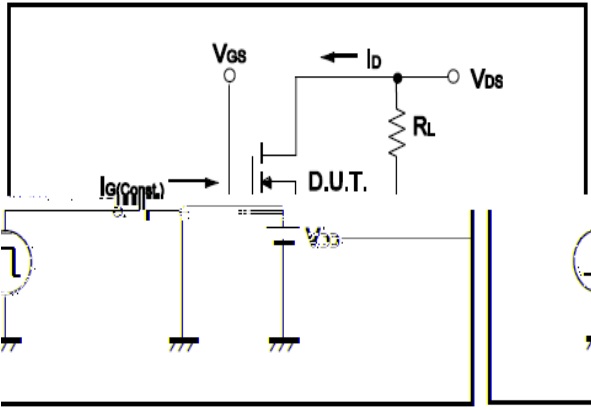 VGS
ID
VDS
RL
IG(Const.)
D.U.T.
VDD